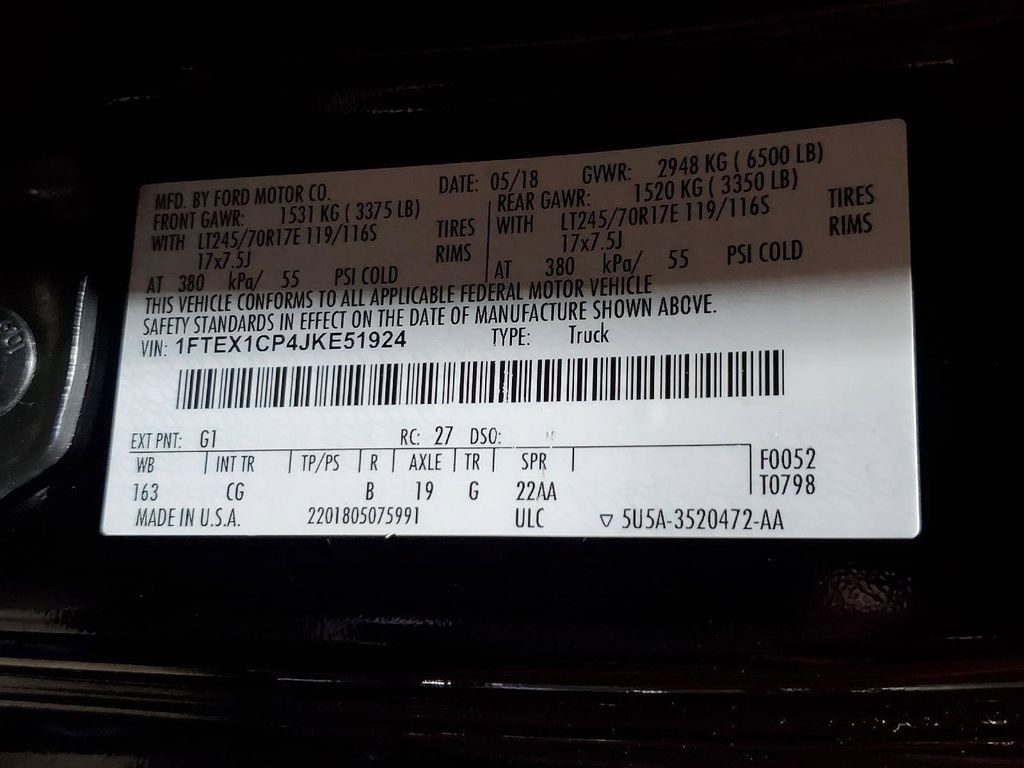 MFD. BY FORD MOTOR CO. DATE: 05/18 GVWR: 2948 KG ( 6500 LB)
FRONT GAWR: 1531 KG ( 3375 LB) REAR GAWR: 1520 KG ( 3350 LB)
WITH LT245/70R17E 119/116S TIRES WITH LT245/70R17E 119/116S TIRES
17x7.5J RIMS 17x7.5J RIMS
AT 380 kPa/ 55 PSI COLD AT 380 kPa/ 55 PSI COLD
THIS VEHICLE CONFORMS TO ALL APPLICABLE FEDERAL MOTOR VEHICLE
SAFETY STANDARDS IN EFFECT ON THE DATE OF MANUFACTURE SHOWN ABOVE.
VIN: 1FTEX1CP4JKE51924 TYPE: Truck
EXT PNT: G1 RC: 27 DSO:
WB INT TR TP/PS R AXLE TR SPR F0052
163 CG B 19 G 22AA T0798
MADE IN U.S.A. 2201805075991 ULC ▽ 5U5A-3520472-AA